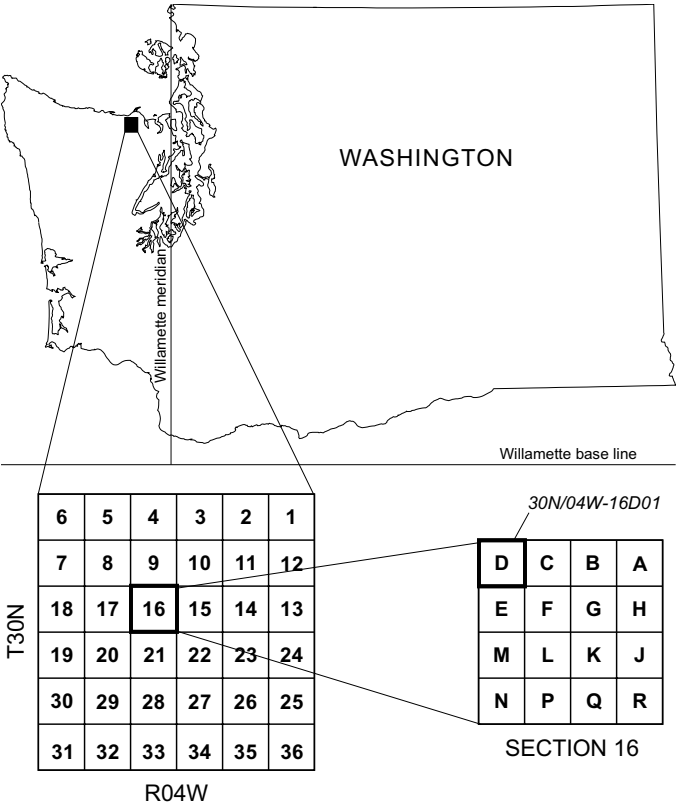 WASHINGTON
Willamette meridian
Willamette base line
30N/04W-16D01
6 5 4 3 2 1
7 8 9 10 11 12
18 17 16 15 14 13
19 20 21 22 23 24
30 29 28 27 26 25
31 32 33 34 35 36
T30N
R04W
D C B A
E F G H
M L K J
N P Q R
SECTION 16